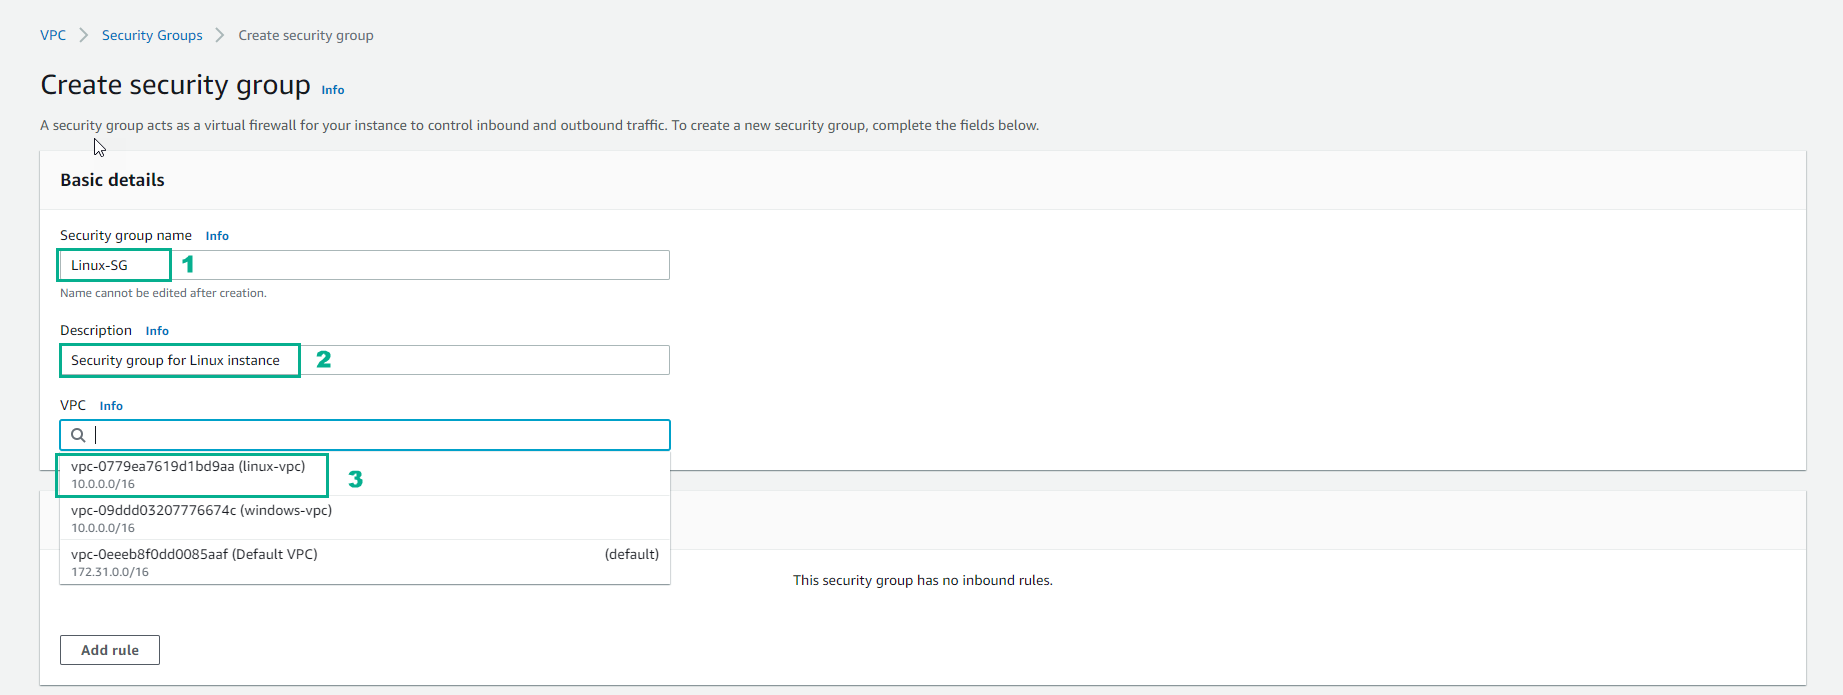 VPC > Security Groups > Create security group
Create security group Info
A security group acts as a virtual firewall for your instance to control inbound and outbound traffic. To create a new security group, complete the fields below.
Basic details
Security group name Info
Linux-SG 1
Name cannot be edited after creation.
Description Info
Security group for Linux instance 2
VPC Info
vpc-0779ea7619d1bd9aa (linux-vpc)
10.0.0.0/16
3
vpc-09ddd03207776674c (windows-vpc)
10.0.0.0/16
vpc-0eeeb8f0dd0085aaf (Default VPC) (default)
172.31.0.0/16
This security group has no inbound rules.
Add rule